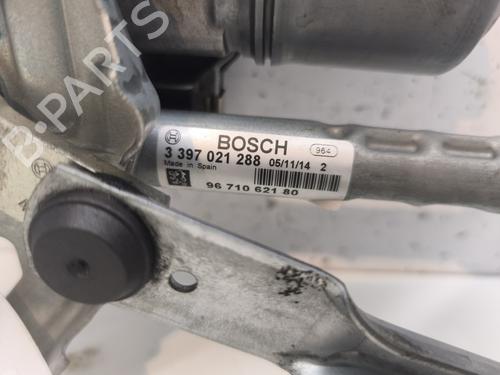 B-PARTS
BOSCH
964
3 397 021 288 05/11/14 2
Made in Spain
96 710 621 80